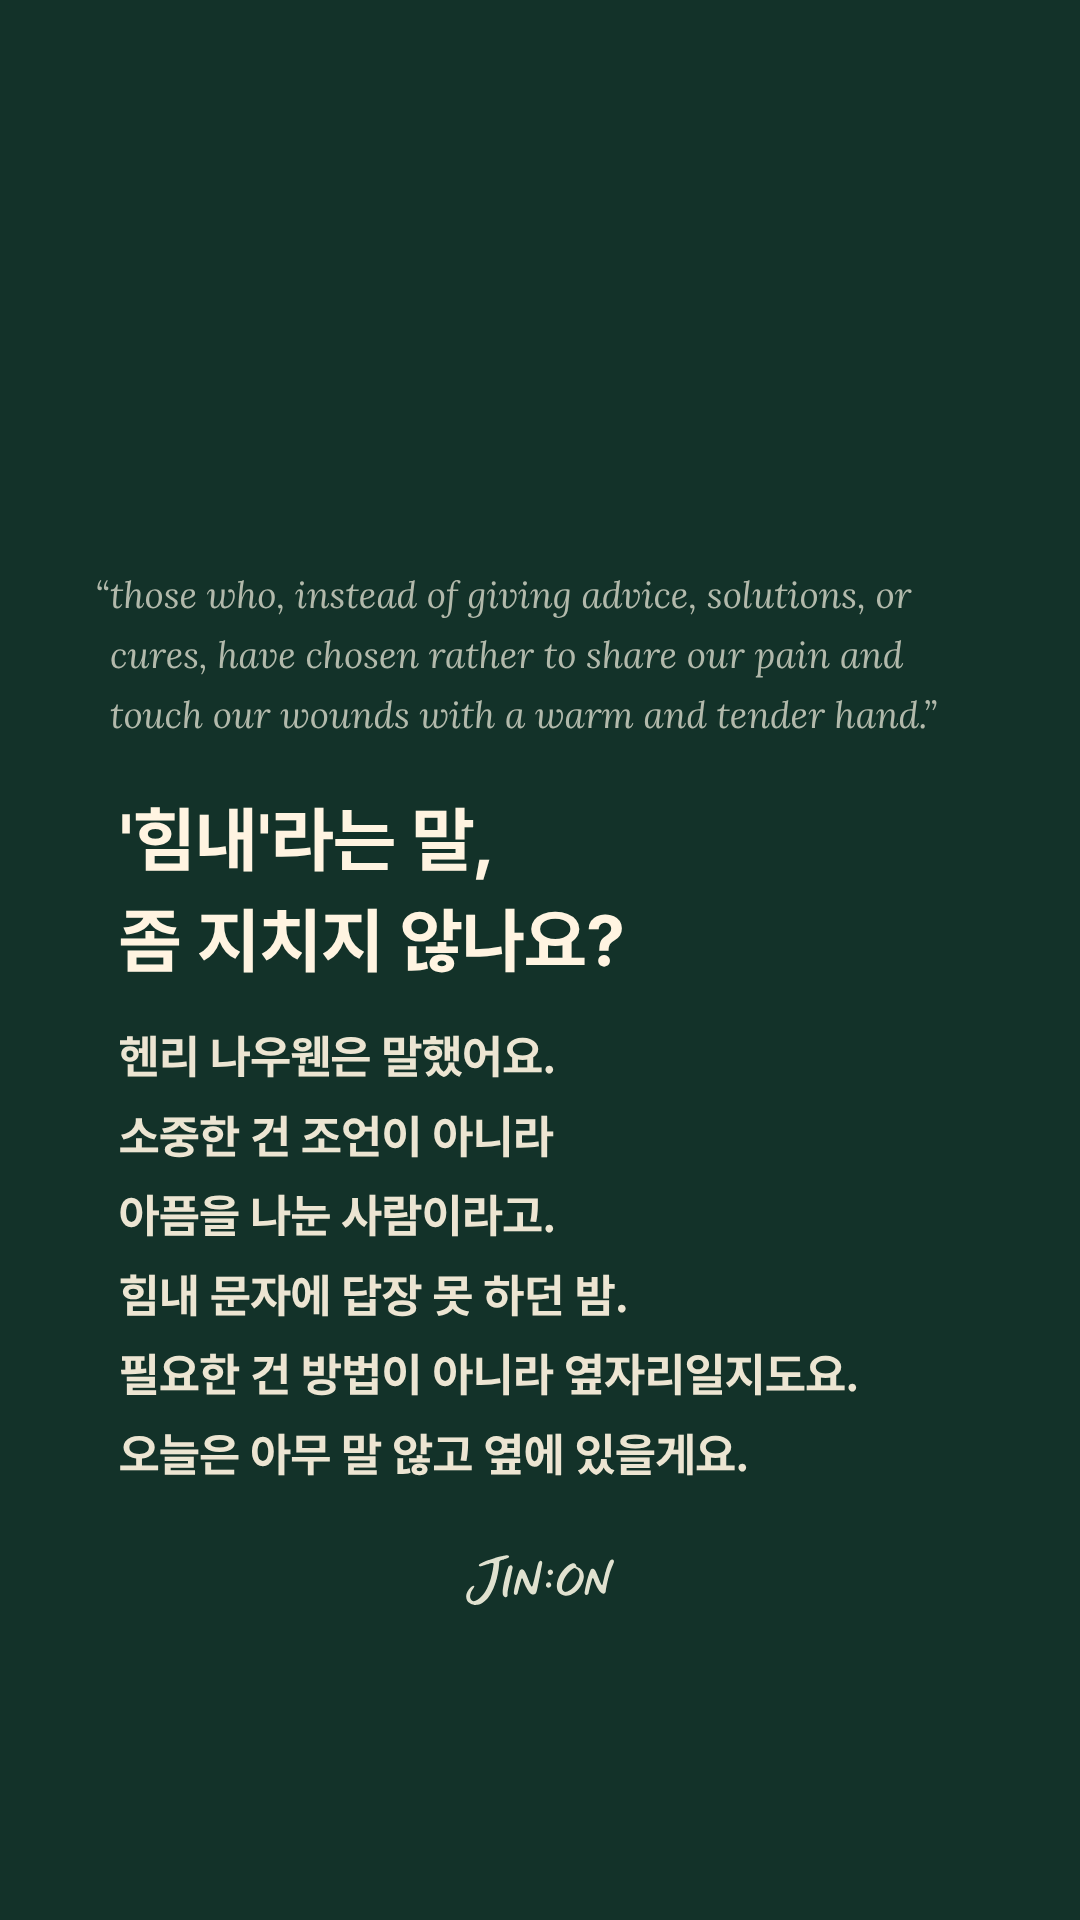 “those who, instead of giving advice, solutions, or
cures, have chosen rather to share our pain and
touch our wounds with a warm and tender hand.”
'힘내'라는 말,
좀 지치지 않나요?
헨리 나우웬은 말했어요.
소중한 건 조언이 아니라
아픔을 나눈 사람이라고.
힘내 문자에 답장 못 하던 밤.
필요한 건 방법이 아니라 옆자리일지도요.
오늘은 아무 말 않고 옆에 있을게요.
JIN:ON